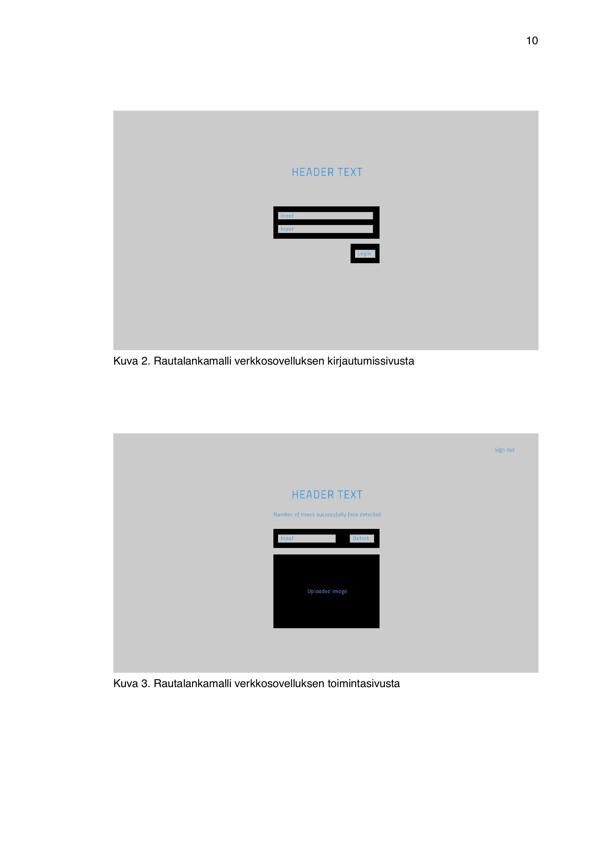 10
HEADER TEXT
Input
Input
Login
Kuva 2. Rautalankamalli verkkosovelluksen kirjautumissivusta
sign out
HEADER TEXT
Number of times successfully face detected
Input
Detect
Uploaded image
Kuva 3. Rautalankamalli verkkosovelluksen toimintasivusta